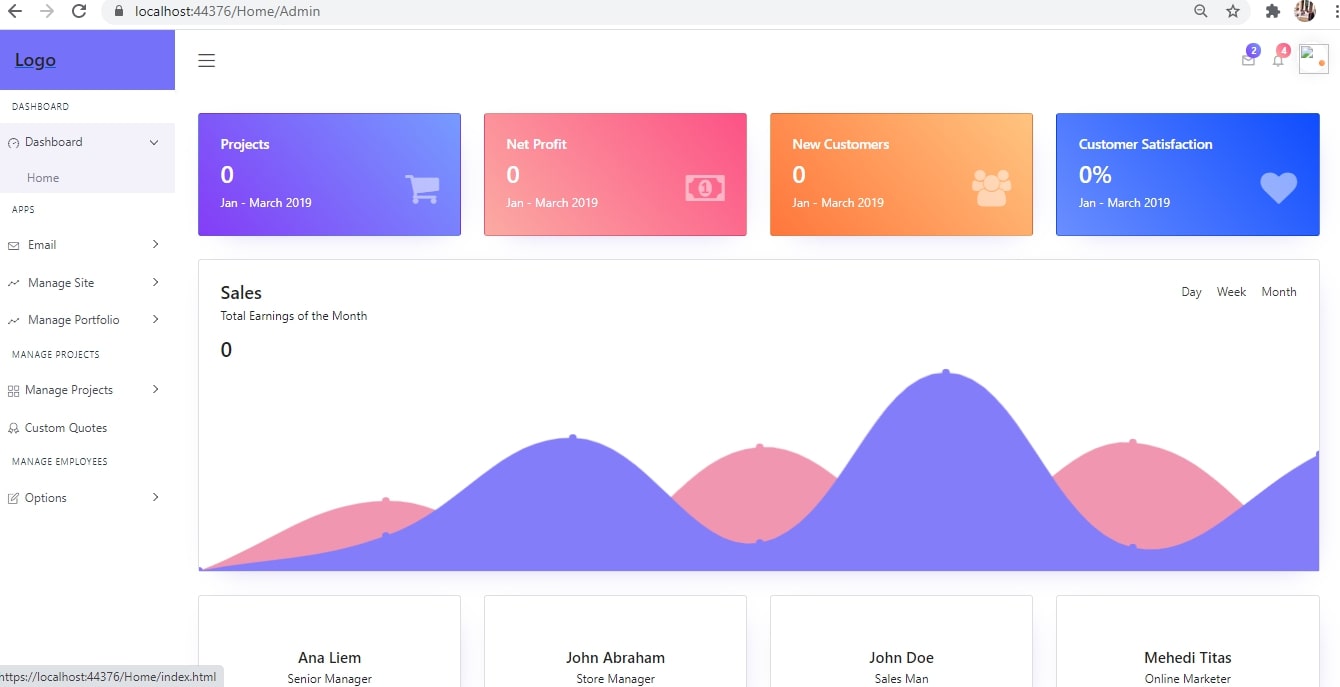 localhost:44376/Home/Admin
Logo
2
4
DASHBOARD
Dashboard
Home
APPS
Email
Manage Site
Manage Portfolio
MANAGE PROJECTS
Manage Projects
Custom Quotes
MANAGE EMPLOYEES
Options
Projects
0
Jan - March 2019
Net Profit
0
1
Jan - March 2019
New Customers
0
Jan - March 2019
Customer Satisfaction
0%
Jan - March 2019
Sales
Total Earnings of the Month
0
Day Week Month
Ana Liem
Senior Manager
John Abraham
Store Manager
John Doe
Sales Man
Mehedi Titas
Online Marketer
https://localhost:44376/Home/index.html